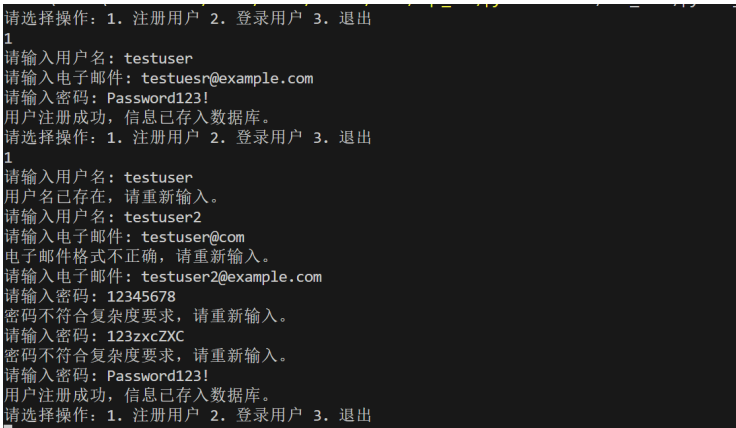 请选择操作: 1. 注册用户 2. 登录用户 3. 退出
1
请输入用户名: testuser
请输入电子邮件: testuesr@example.com
请输入密码: Password123!
用户注册成功，信息已存入数据库。
请选择操作: 1. 注册用户 2. 登录用户 3. 退出
1
请输入用户名: testuser
用户名已存在，请重新输入。
请输入用户名: testuser2
请输入电子邮件: testuser@com
电子邮件格式不正确，请重新输入。
请输入电子邮件: testuser2@example.com
请输入密码: 12345678
密码不符合复杂度要求，请重新输入。
请输入密码: 123zxcZXC
密码不符合复杂度要求，请重新输入。
请输入密码: Password123!
用户注册成功，信息已存入数据库。
请选择操作: 1. 注册用户 2. 登录用户 3. 退出